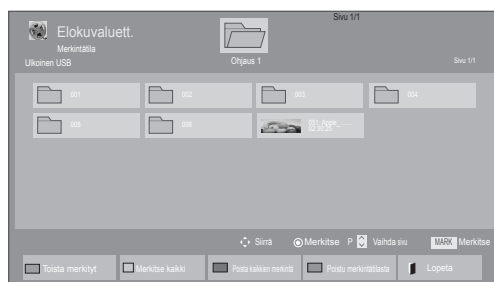 Elokuvaluett.
Merkintätila
Ulkoinen USB
Ohjaus 1
Sivu 1/1
Sivu 1/1
001
002
003
004
005
006
02:30:25
Siirrä
Merkitse
P
Vaihda sivu
MARK
Merkitse
Toista merkityt
Merkitse kaikki
Poista kaikkien merkintä
Poistu merkintätilasta
Lopeta